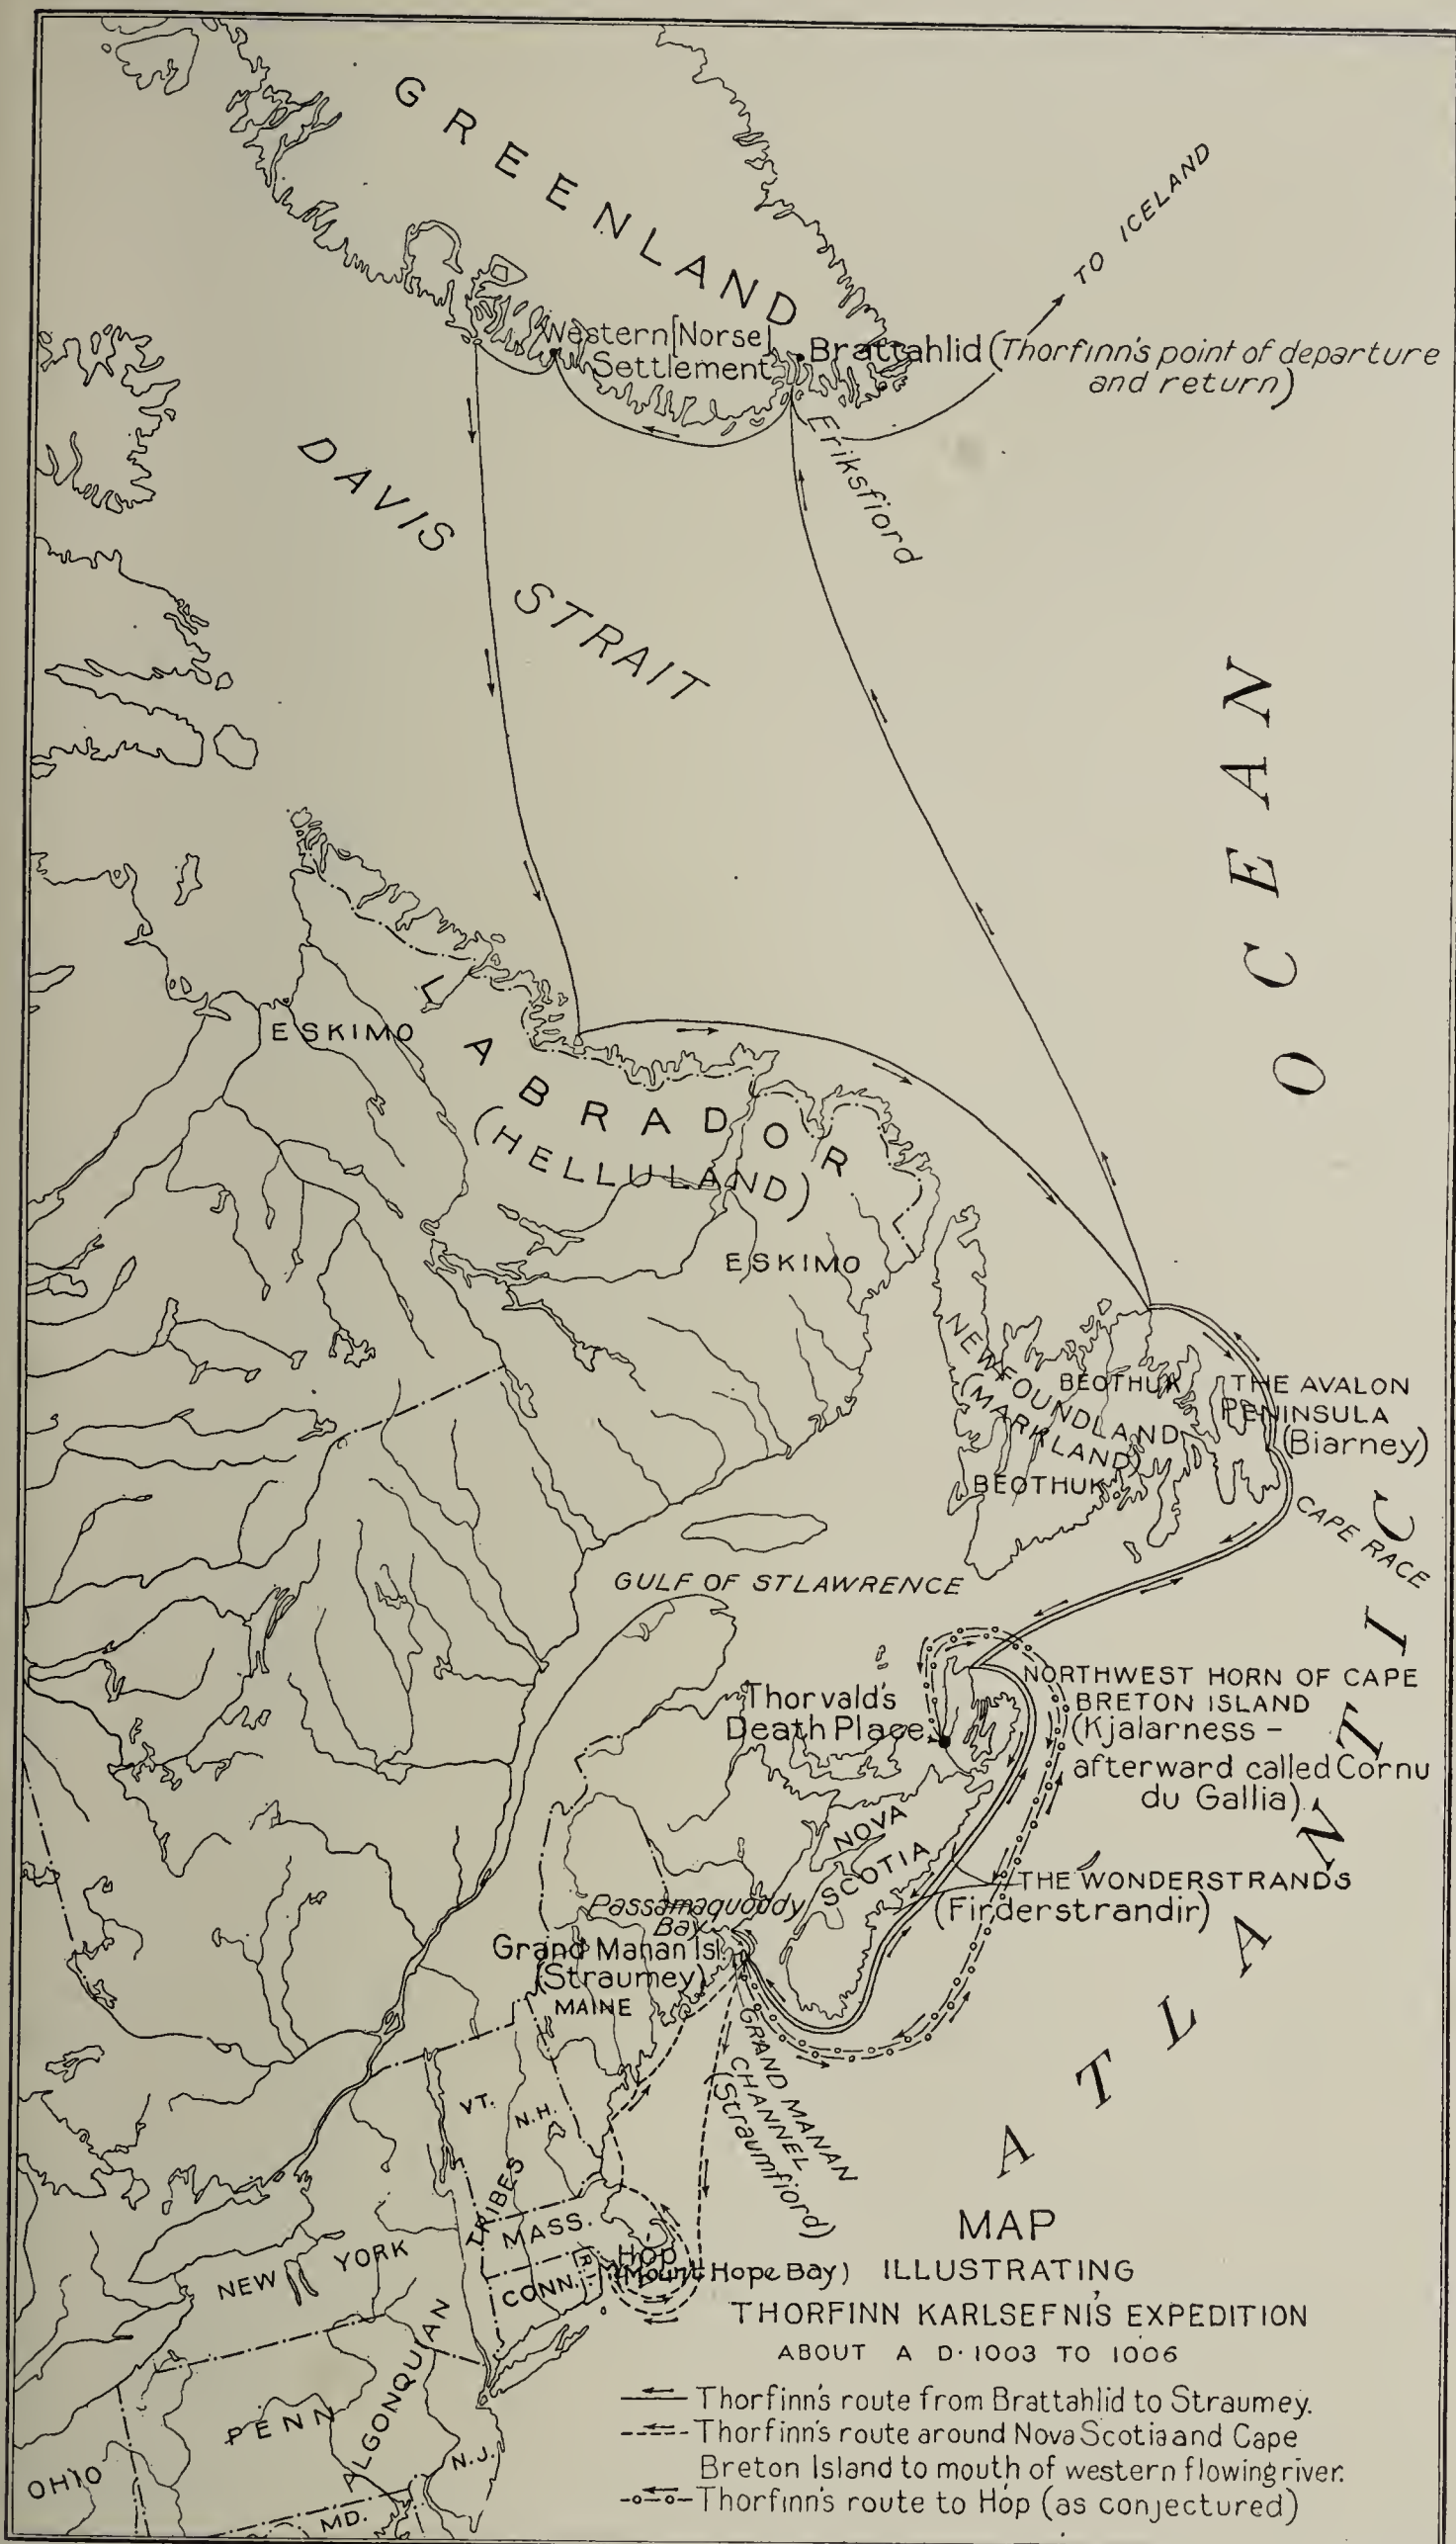 GREENLAND
TO ICELAND
Western [Norse]
Settlement
Brattahlid (Thorfinn's point of departure
and return)
Eriksfiord
DAVIS
STRAIT
OCEAN
ESKIMO
LABRADOR
(HELLULAND)
ESKIMO
NEWFOUNDLAND
(MARKLAND)
BEOTHUK
BEOTHUK
THE AVALON
PENINSULA
(Biarney)
CAPE RACE
GULF OF ST LAWRENCE
NORTHWEST HORN OF CAPE
BRETON ISLAND
(Kjalarness -
afterward called Cornu
du Gallia)
Thorvald's
Death Place
NOVA
SCOTIA
THE WONDERSTRANDS
(Firderstrandir)
Passamaquoddy
Bay
Grand Manan Isl.
(Straumey)
MAINE
GRAND MANAN
CHANNEL
(Straumfiord)
ATLANTIC
VT.
N.H.
TRIBES
MASS.
CONN.
R.I.
Hop
(Mount Hope Bay)
NEW YORK
ALGONQUIAN
PENN
N.J.
OHIO
MD.
MAP
ILLUSTRATING
THORFINN KARLSEFNI'S EXPEDITION
ABOUT A D. 1003 TO 1006
Thorfinn's route from Brattahlid to Straumey.
Thorfinn's route around Nova Scotia and Cape
Breton Island to mouth of western flowing river.
Thorfinn's route to Hóp (as conjectured)